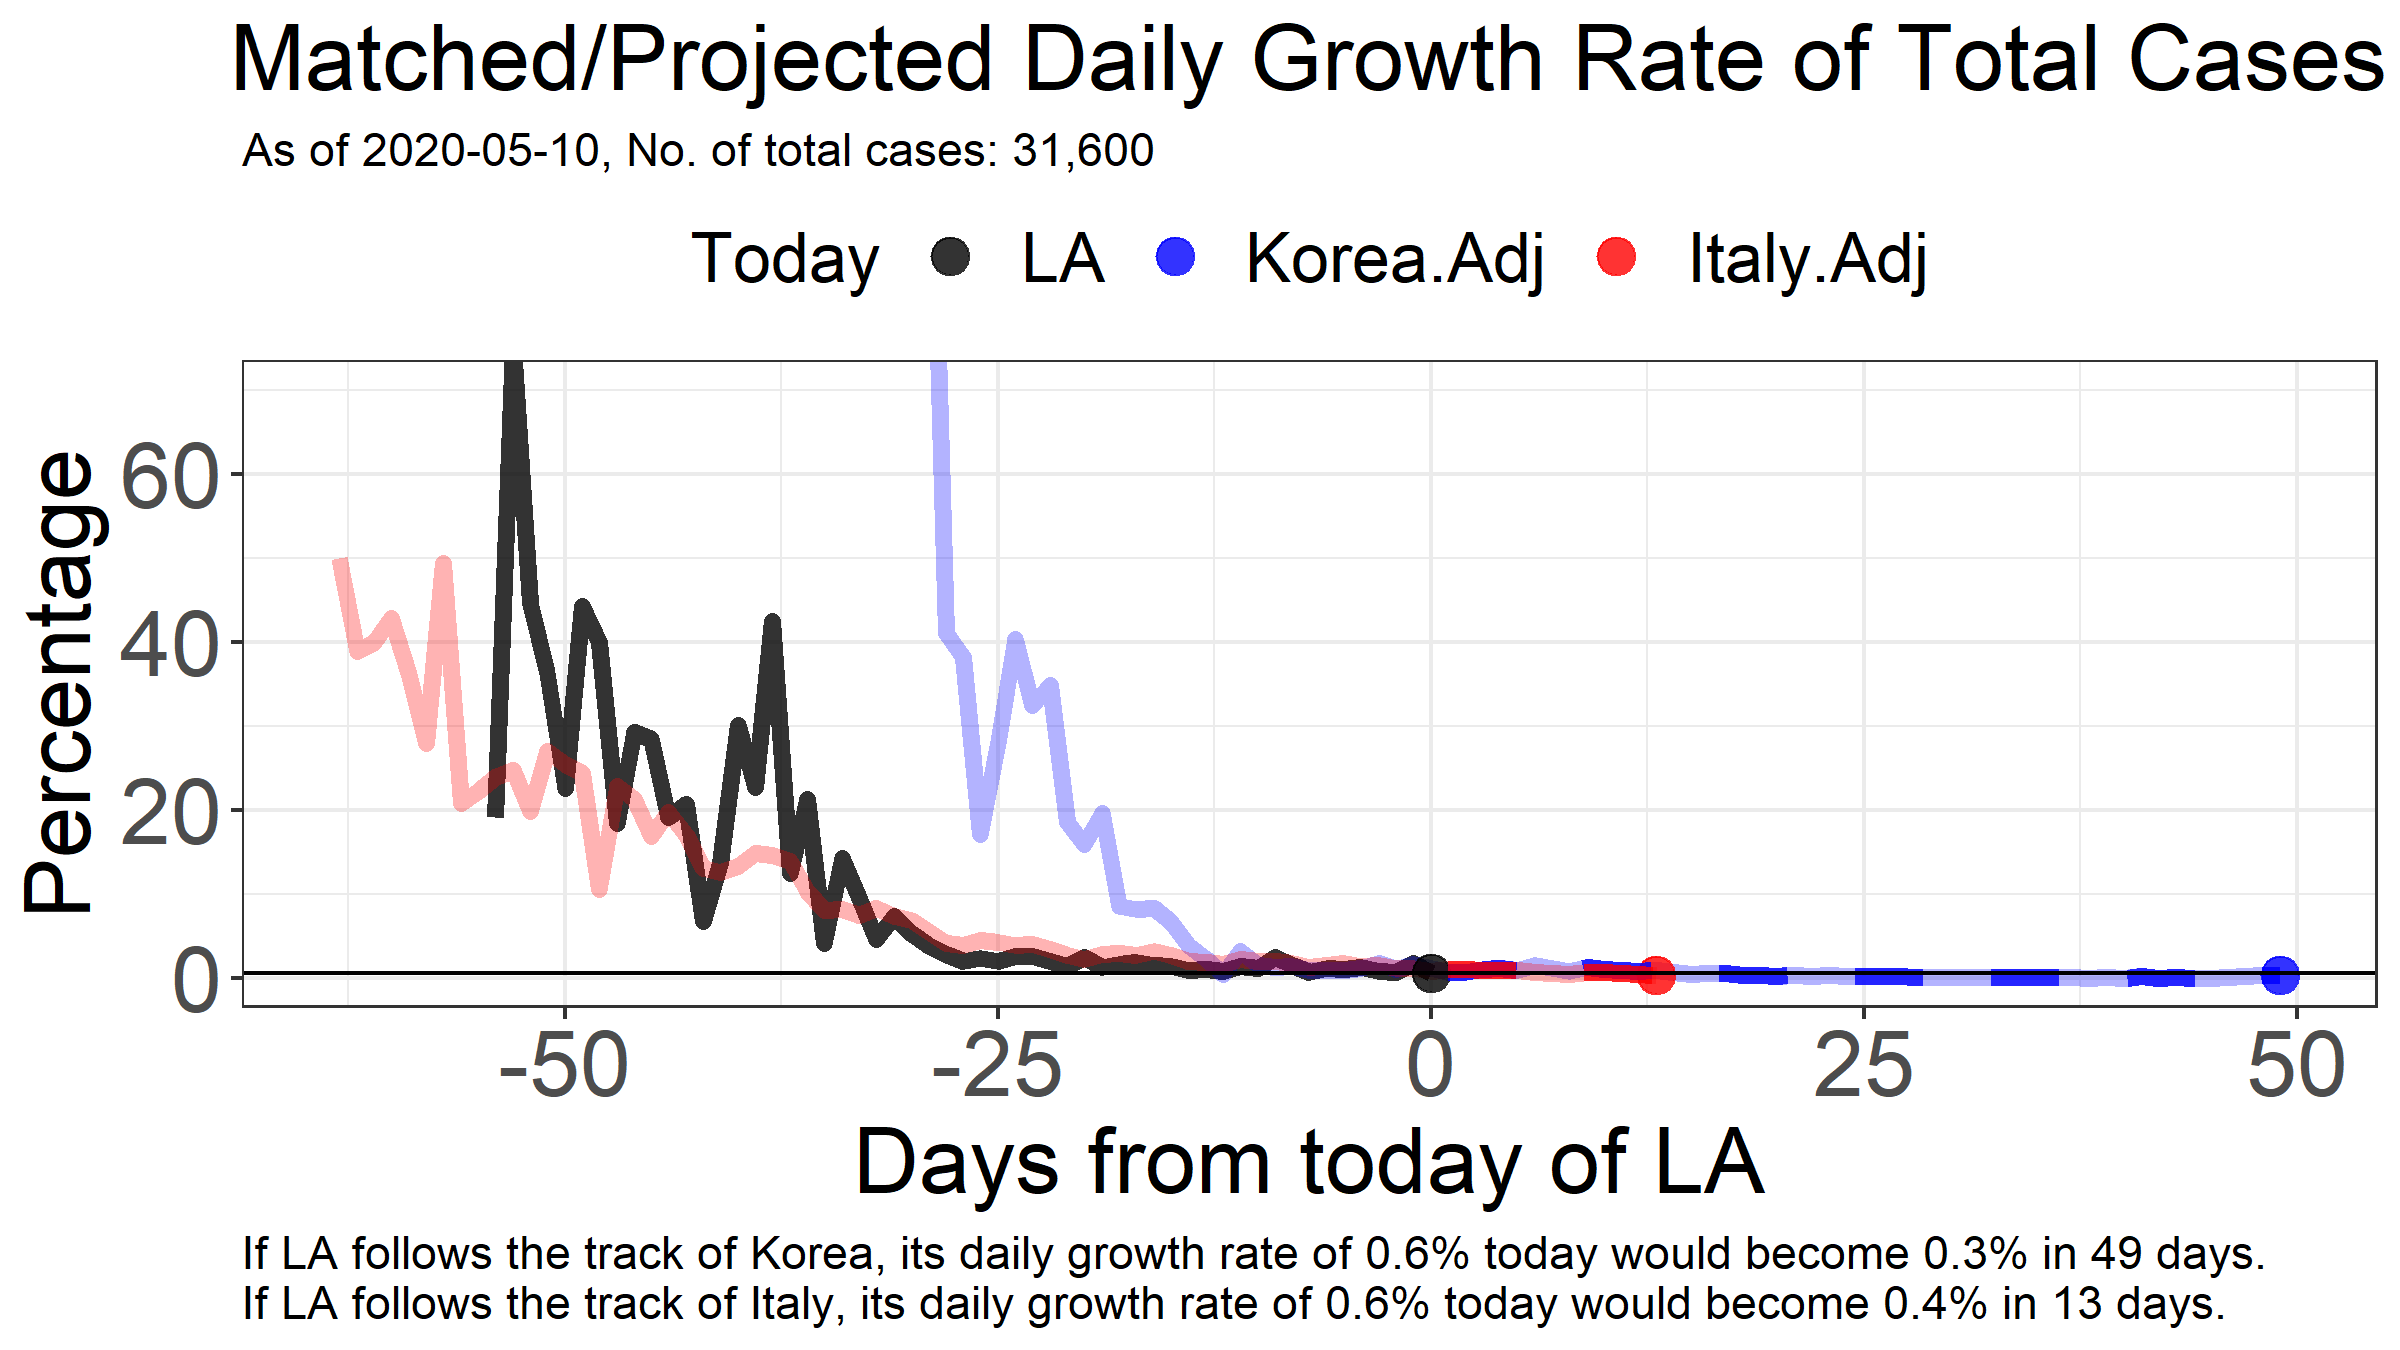 Matched/Projected Daily Growth Rate of Total Cases
As of 2020-05-10, No. of total cases: 31,600
Today LA Korea.Adj Italy.Adj
Percentage
60
40
20
0
-50 -25 0 25 50
Days from today of LA
If LA follows the track of Korea, its daily growth rate of 0.6% today would become 0.3% in 49 days.
If LA follows the track of Italy, its daily growth rate of 0.6% today would become 0.4% in 13 days.